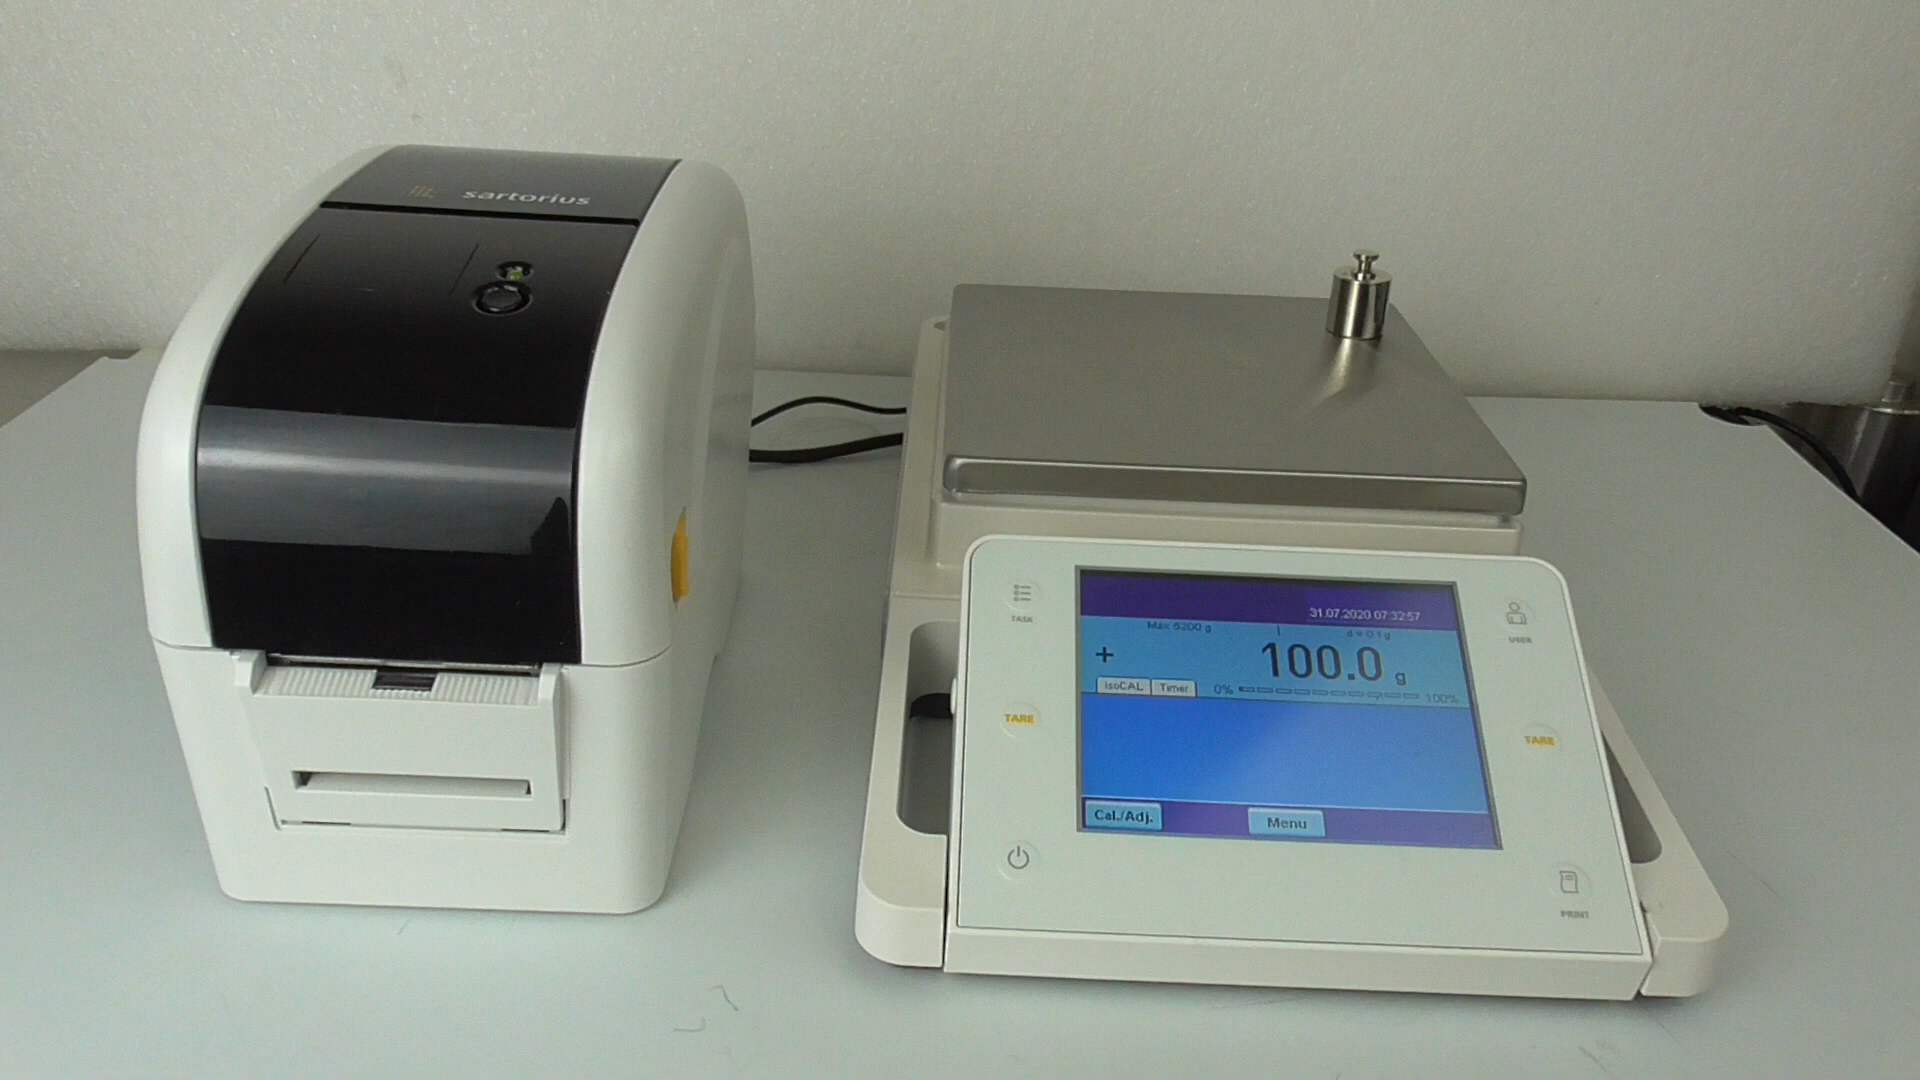 sartorius
TASK
31.07.2020 07:32:57
USER
Max 6200 g
d = 0.1 g
+ 100.0 g
isoCAL Timer 0% 100%
TARE
TARE
Cal./Adj. Menu
PRINT